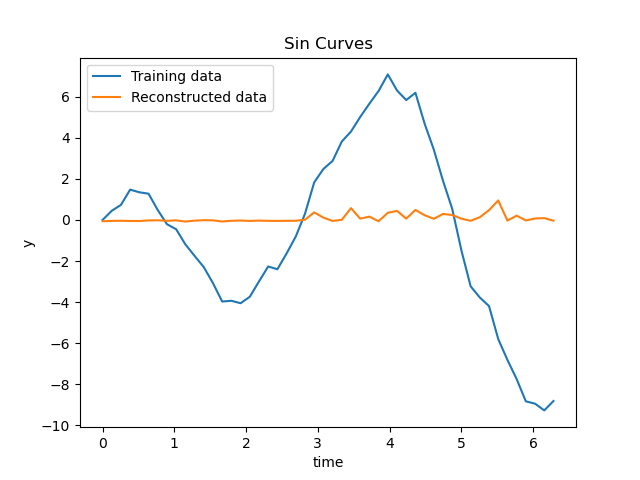 Sin Curves
Training data
Reconstructed data
6
4
2
0
−2
−4
−6
−8
−10
y
0 1 2 3 4 5 6
time